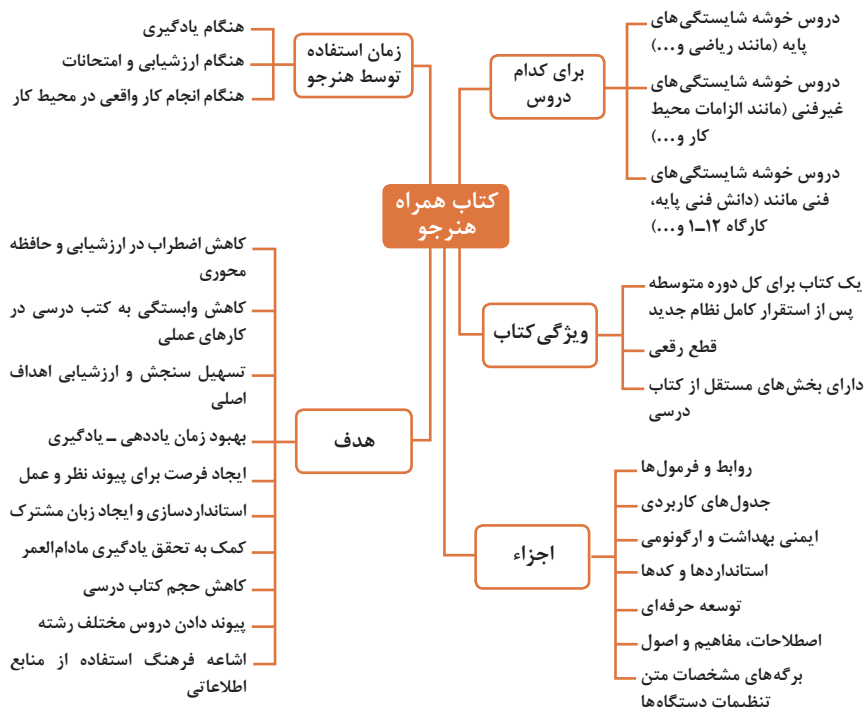 کتاب همراه
هنرجو
برای کدام
دروس
دروس خوشه شایستگی‌های
پایه (مانند ریاضی و...)
دروس خوشه شایستگی‌های
غیرفنی (مانند الزامات محیط
کار و...)
دروس خوشه شایستگی‌های
فنی مانند (دانش فنی پایه،
کارگاه ۱۲ــ۱ و...)
ویژگی کتاب
یک کتاب برای کل دوره متوسطه
پس از استقرار کامل نظام جدید
قطع رقعی
دارای بخش‌های مستقل از کتاب
درسی
اجزاء
روابط و فرمول‌ها
جدول‌های کاربردی
ایمنی بهداشت و ارگونومی
استانداردها و کدها
توسعه حرفه‌ای
اصطلاحات، مفاهیم و اصول
برگه‌های مشخصات متن
تنظیمات دستگاه‌ها
زمان استفاده
توسط هنرجو
هنگام یادگیری
هنگام ارزشیابی و امتحانات
هنگام انجام کار واقعی در محیط کار
هدف
کاهش اضطراب در ارزشیابی و حافظه
محوری
کاهش وابستگی به کتب درسی در
کارهای عملی
تسهیل سنجش و ارزشیابی اهداف
اصلی
بهبود زمان یاددهی ــ یادگیری
ایجاد فرصت برای پیوند نظر و عمل
استانداردسازی و ایجاد زبان مشترک
کمک به تحقق یادگیری مادام‌العمر
کاهش حجم کتاب درسی
پیوند دادن دروس مختلف رشته
اشاعه فرهنگ استفاده از منابع
اطلاعاتی